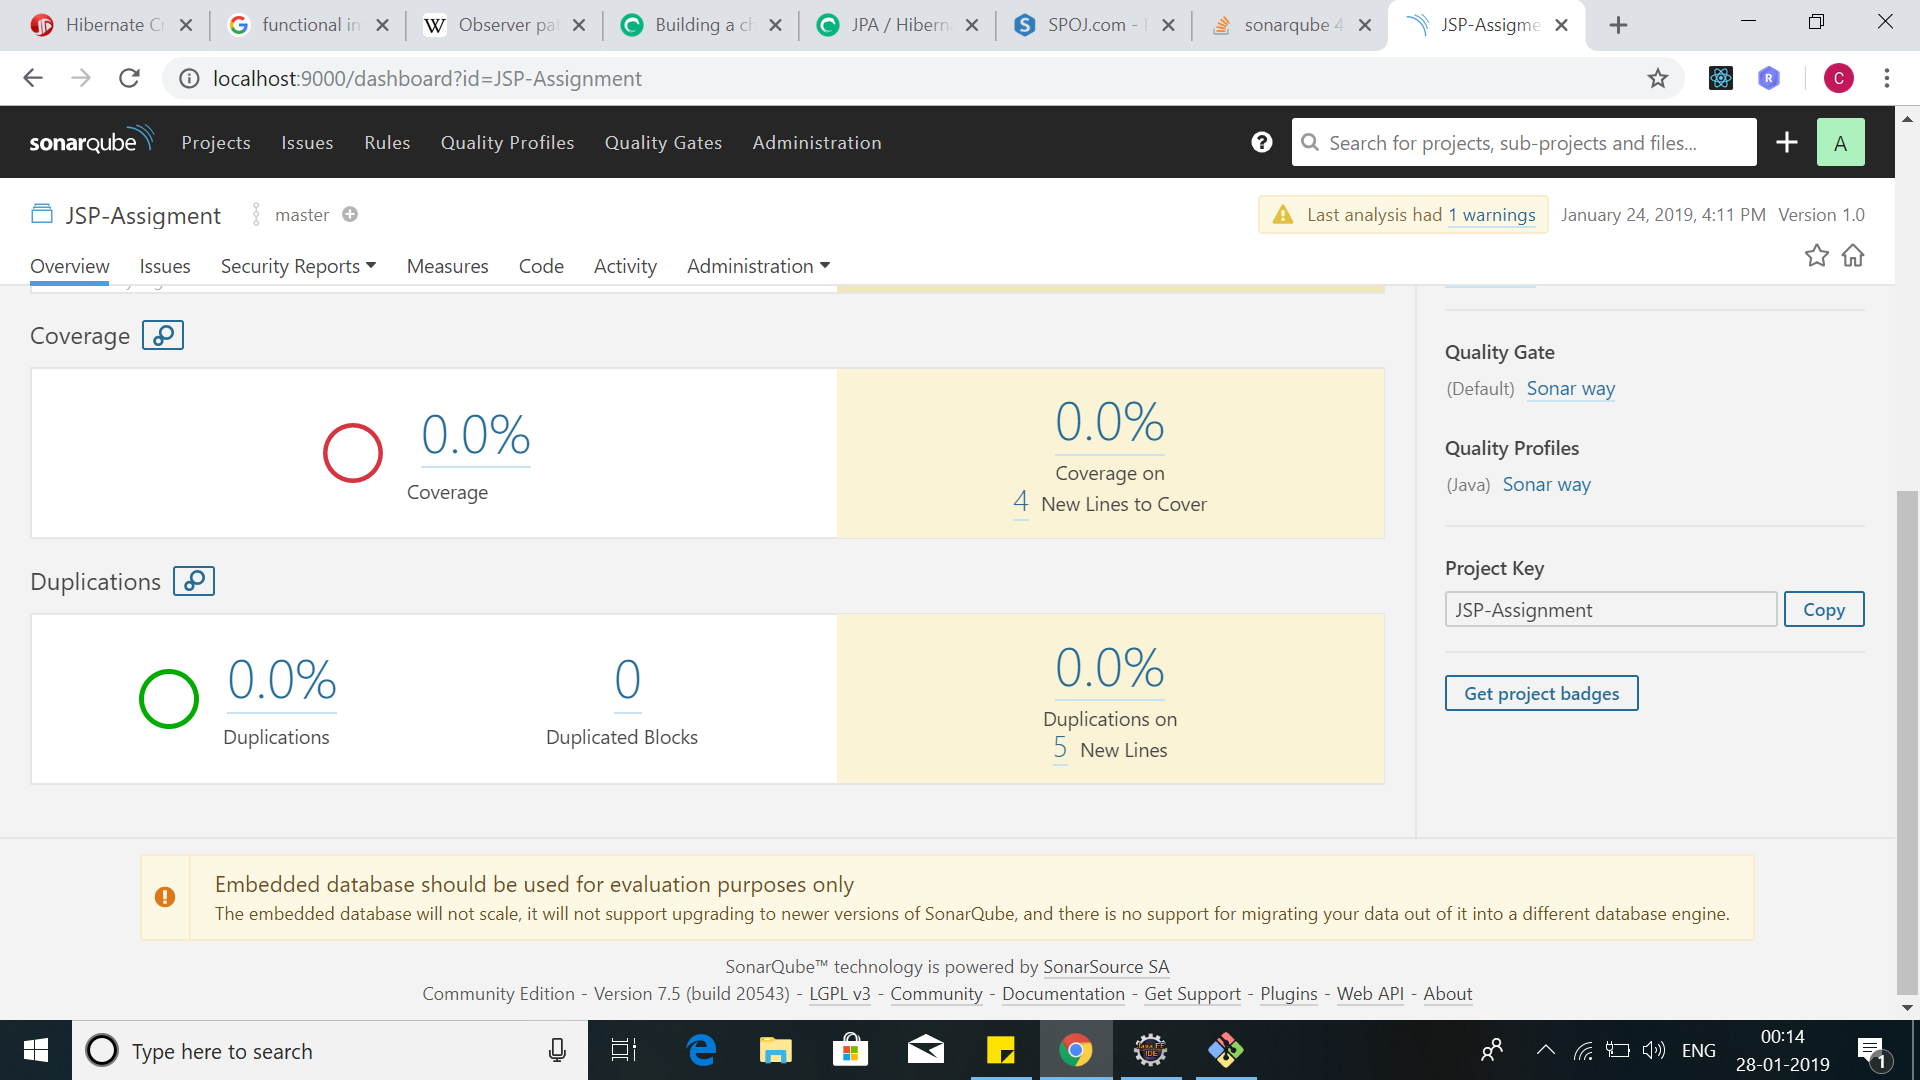 Hibernate Cr
functional in
Observer pat
Building a ch
JPA / Hiberna
SPOJ.com - P
sonarqube 4
JSP-Assigme
localhost:9000/dashboard?id=JSP-Assignment
R
C
sonarqube Projects Issues Rules Quality Profiles Quality Gates Administration
Search for projects, sub-projects and files...
A
JSP-Assigment master
Last analysis had 1 warnings January 24, 2019, 4:11 PM Version 1.0
Overview Issues Security Reports Measures Code Activity Administration
Coverage
0.0%
Coverage
0.0%
Coverage on
4 New Lines to Cover
Duplications
0.0%
Duplications
0
Duplicated Blocks
0.0%
Duplications on
5 New Lines
Quality Gate
(Default) Sonar way
Quality Profiles
(Java) Sonar way
Project Key
JSP-Assignment Copy
Get project badges
Embedded database should be used for evaluation purposes only
The embedded database will not scale, it will not support upgrading to newer versions of SonarQube, and there is no support for migrating your data out of it into a different database engine.
SonarQube™ technology is powered by SonarSource SA
Community Edition - Version 7.5 (build 20543) - LGPL v3 - Community - Documentation - Get Support - Plugins - Web API - About
Type here to search
ENG
00:14
28-01-2019
1